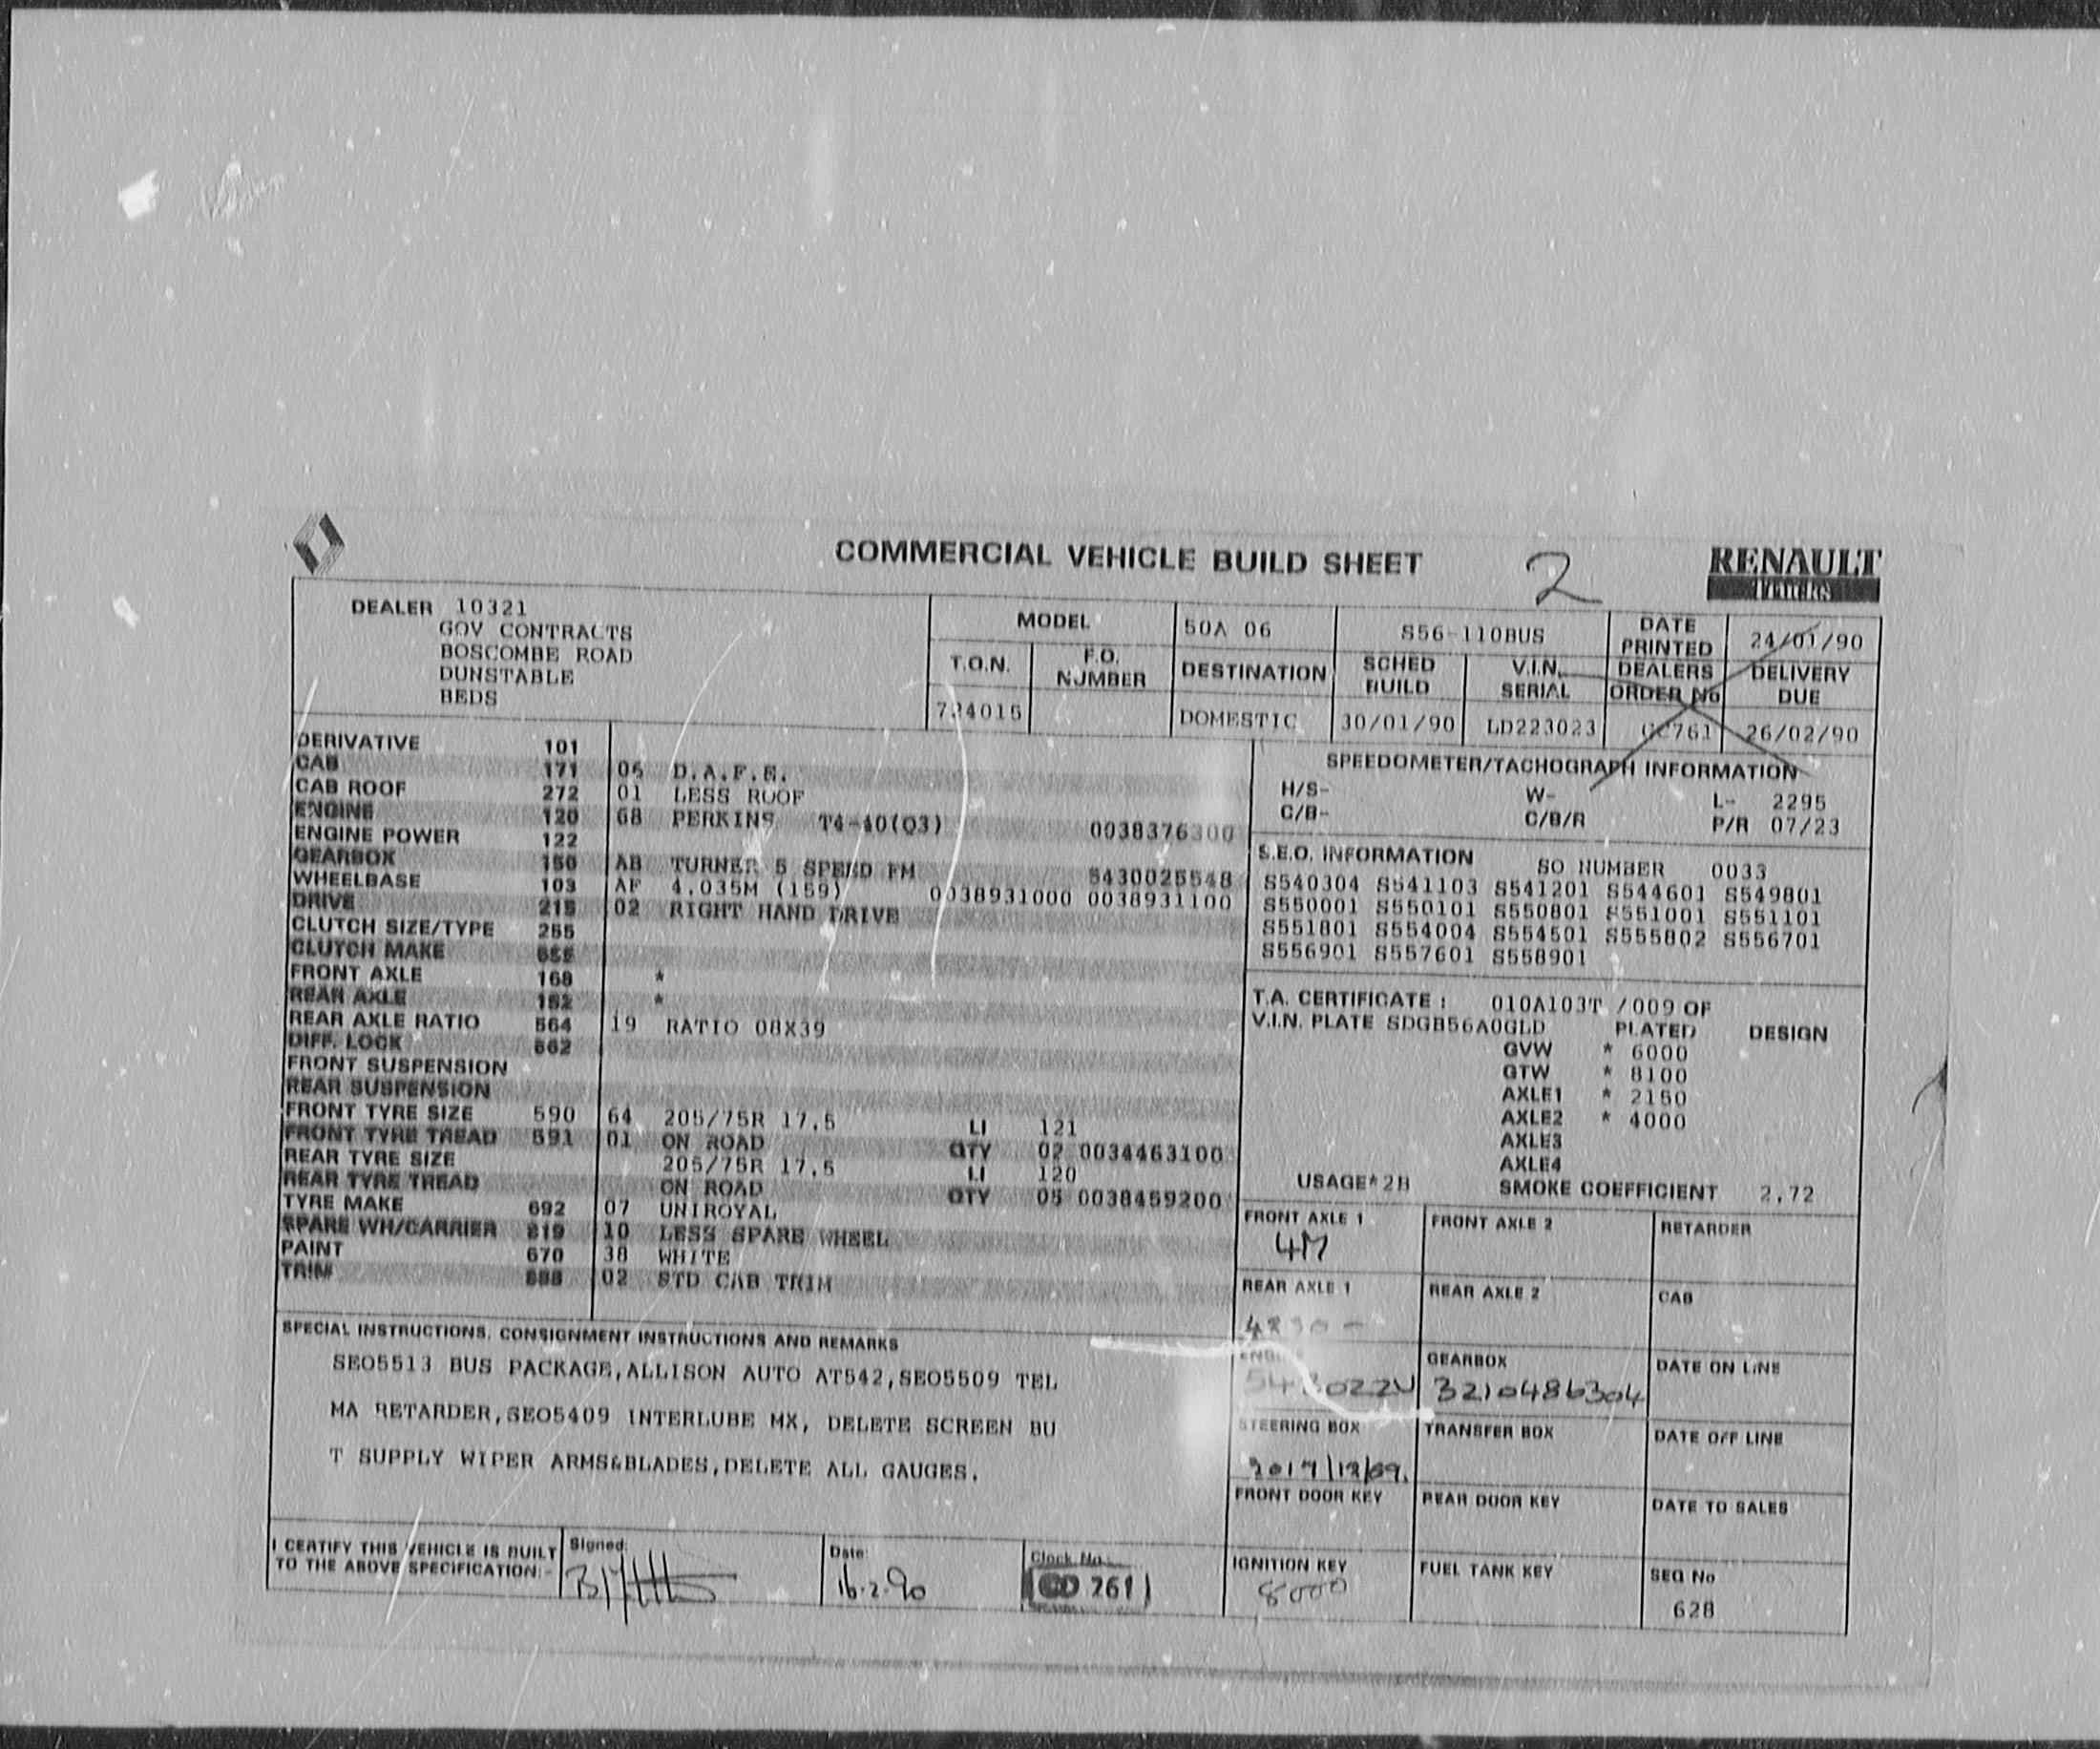 COMMERCIAL VEHICLE BUILD SHEET
2
RENAULT
Trucks
DEALER 10321
GOV CONTRACTS
BOSCOMBE ROAD
DUNSTABLE
BEDS
MODEL 50A 06 S56-110BUS DATE PRINTED 24/01/90
T.O.N. F.O. NUMBER DESTINATION SCHED BUILD V.I.N. SERIAL DEALERS ORDER No DELIVERY DUE
724015 DOMESTIC 30/01/90 LD223023 26/02/90
DERIVATIVE 101
CAB 171 05 D.A.F.E.
CAB ROOF 272 01 LESS ROOF
ENGINE 120 68 PERKINS T4-40(Q3) 0038376300
ENGINE POWER 122
GEARBOX 150 AB TURNER 5 SPEED FM 5430025548
WHEELBASE 103 AF 4.035M (159) 0038931000 0038931100
DRIVE 215 02 RIGHT HAND DRIVE
CLUTCH SIZE/TYPE 255
CLUTCH MAKE
FRONT AXLE 168 *
REAR AXLE 182 *
REAR AXLE RATIO 564 19 RATIO 08X39
DIFF. LOCK 562
FRONT SUSPENSION
REAR SUSPENSION
FRONT TYRE SIZE 590 64 205/75R 17.5 LI 121
FRONT TYRE TREAD 591 01 ON ROAD QTY 02 0034463100
REAR TYRE SIZE 205/75R 17.5 LI 120
REAR TYRE TREAD ON ROAD QTY 05 0038459200
TYRE MAKE 692 07 UNIROYAL
SPARE WH/CARRIER 819 10 LESS SPARE WHEEL
PAINT 670 38 WHITE
TRIM 02 STD CAB TRIM
SPEEDOMETER/TACHOGRAPH INFORMATION
H/S- W- L- 2295
C/B- C/B/R P/R 07/23
S.E.O. INFORMATION SO NUMBER 0033
S540304 S541103 S541201 S544601 S549801
S550001 S550101 S550801 S551001 S551101
S551801 S554004 S554501 S555802 S556701
S556901 S557601 S558901
T.A. CERTIFICATE : 010A103T /009 OF
V.I.N. PLATE SDGB56A0GLD PLATED DESIGN
GVW * 6000
GTW * 8100
AXLE1 * 2150
AXLE2 * 4000
AXLE3
AXLE4
USAGE*2H SMOKE COEFFICIENT 2.72
FRONT AXLE 1 FRONT AXLE 2 RETARDER
4M
REAR AXLE 1 REAR AXLE 2 CAB
GEARBOX DATE ON LINE
3210486304
STEERING BOX TRANSFER BOX DATE OFF LINE
FRONT DOOR KEY REAR DOOR KEY DATE TO SALES
IGNITION KEY FUEL TANK KEY SEQ No
8000 628
SPECIAL INSTRUCTIONS, CONSIGNMENT INSTRUCTIONS AND REMARKS
SEO5513 BUS PACKAGE,ALLISON AUTO AT542,SEO5509 TEL
MA RETARDER,SEO5409 INTERLUBE MX, DELETE SCREEN BU
T SUPPLY WIPER ARMS&BLADES,DELETE ALL GAUGES.
I CERTIFY THIS VEHICLE IS BUILT
TO THE ABOVE SPECIFICATION:-
Signed:
Date:
16.2.90
Clock No.
761